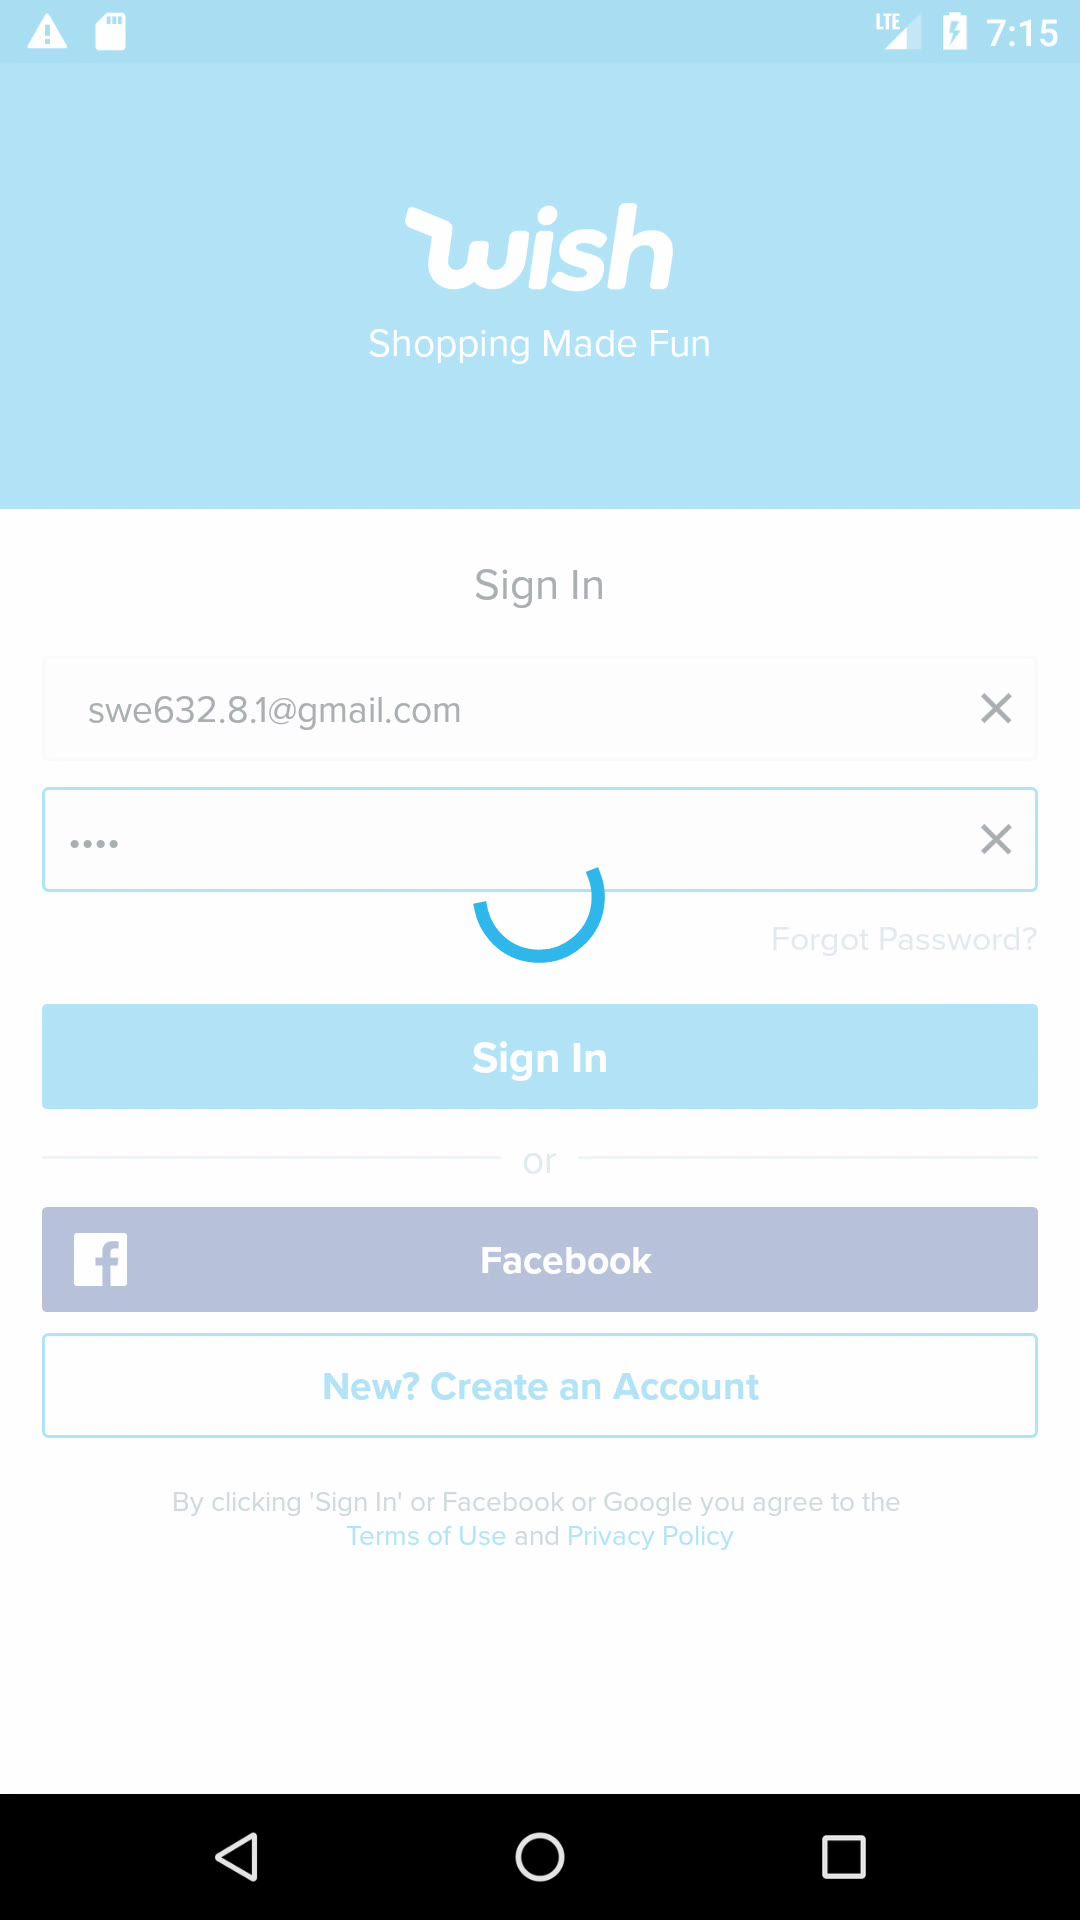 LTE 7:15
wish
Shopping Made Fun
Sign In
swe632.8.1@gmail.com
••••
Forgot Password?
Sign In
or
Facebook
New? Create an Account
By clicking 'Sign In' or Facebook or Google you agree to the
Terms of Use and Privacy Policy